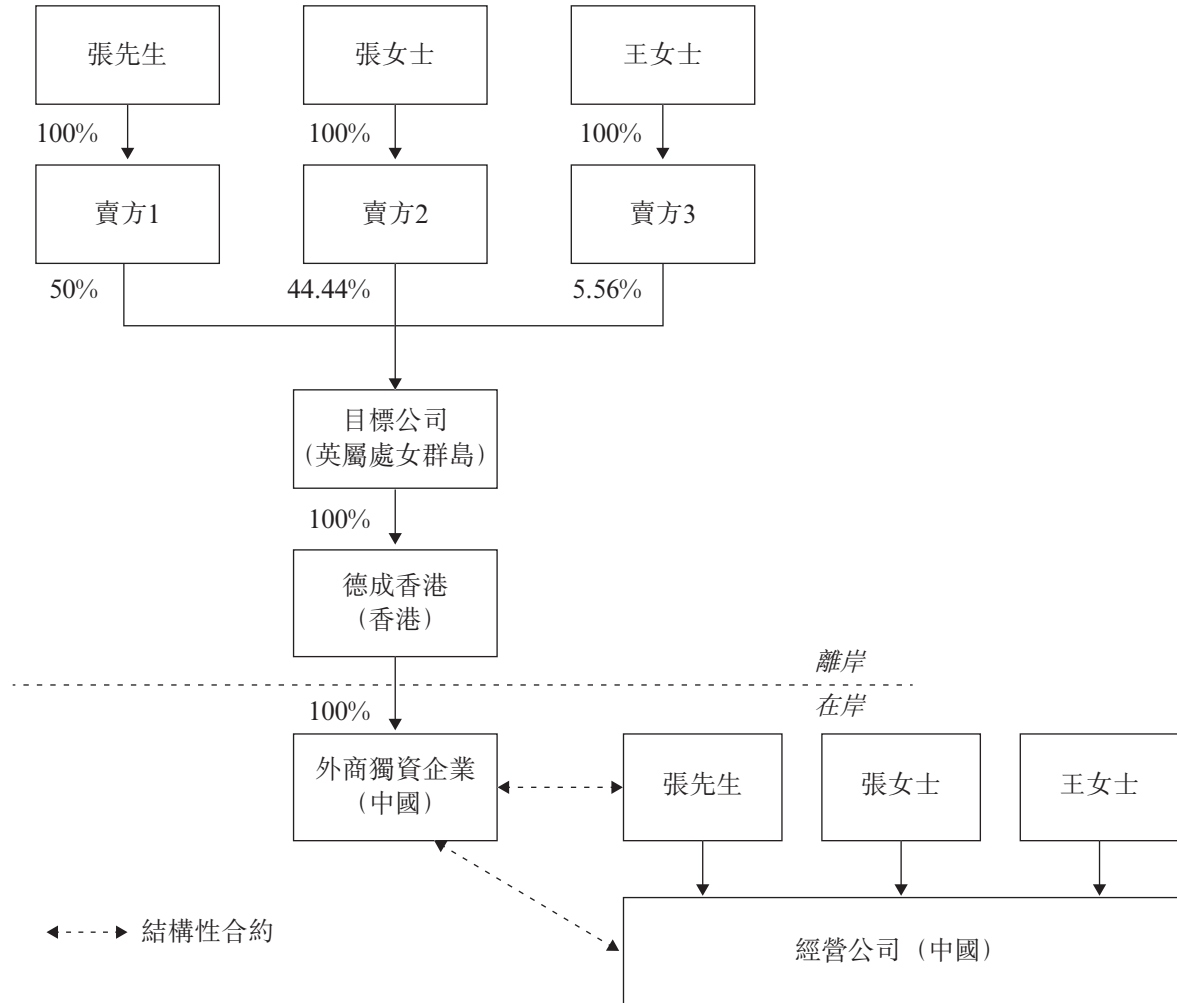 張先生
張女士
王女士
100%
100%
100%
賣方1
賣方2
賣方3
50%
44.44%
5.56%
目標公司
(英屬處女群島)
100%
德成香港
(香港)
離岸
在岸
100%
外商獨資企業
(中國)
張先生
張女士
王女士
結構性合約
經營公司(中國)